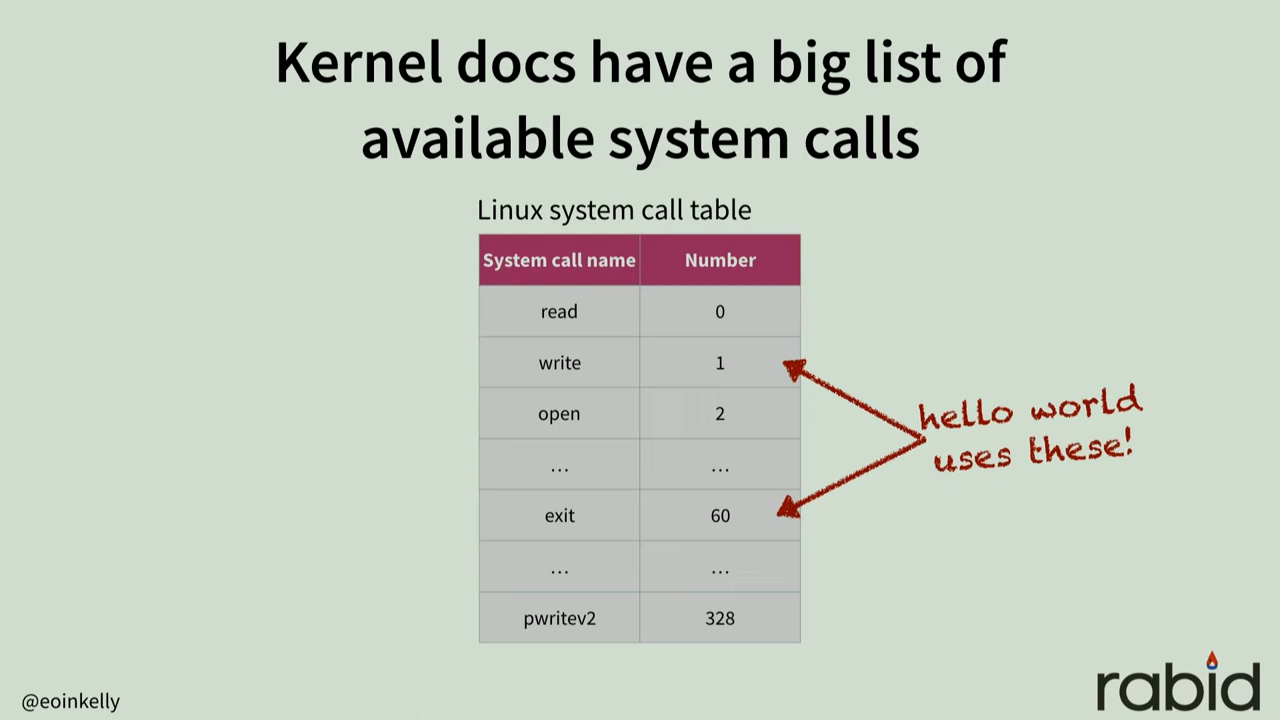 Kernel docs have a big list of
available system calls
Linux system call table
System call name Number
read 0
write 1
open 2
... ...
exit 60
... ...
pwritev2 328
hello world
uses these!
@eoinkelly
rabid